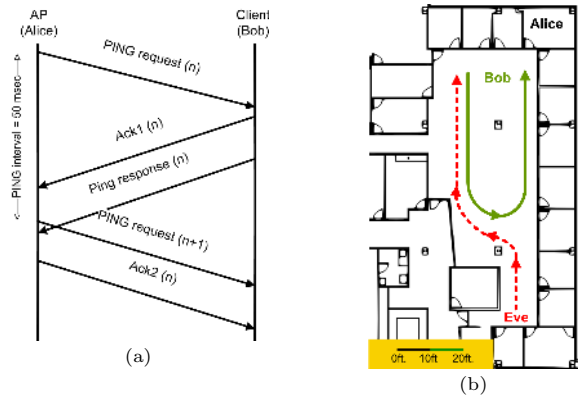 AP
(Alice)
Client
(Bob)
PING request (n)
<---PING interval = 50 msec--->
Ack1 (n)
Ping response (n)
PING request (n+1)
Ack2 (n)
(a)
Alice
Bob
Eve
0ft. 10ft 20ft.
(b)